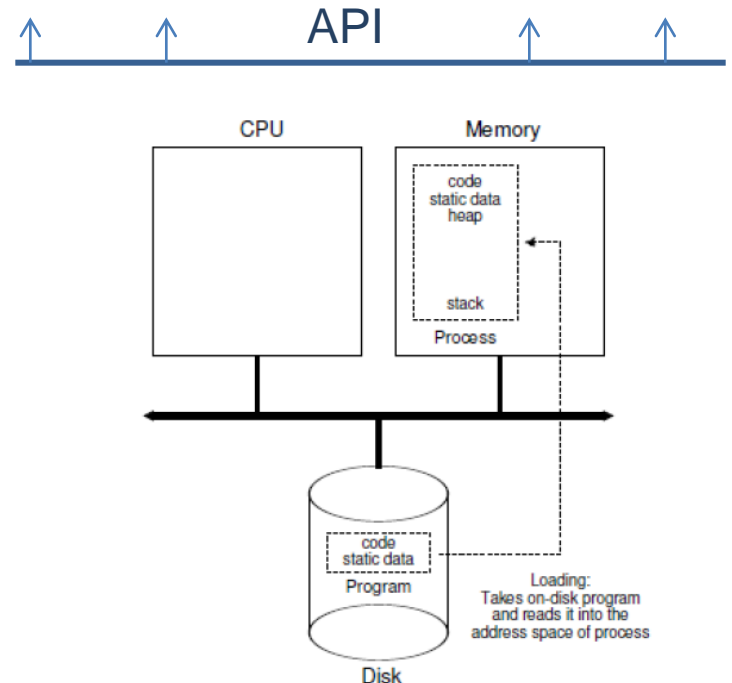 API
CPU
Memory
code
static data
heap
stack
Process
code
static data
Program
Loading:
Takes on-disk program
and reads it into the
address space of process
Disk